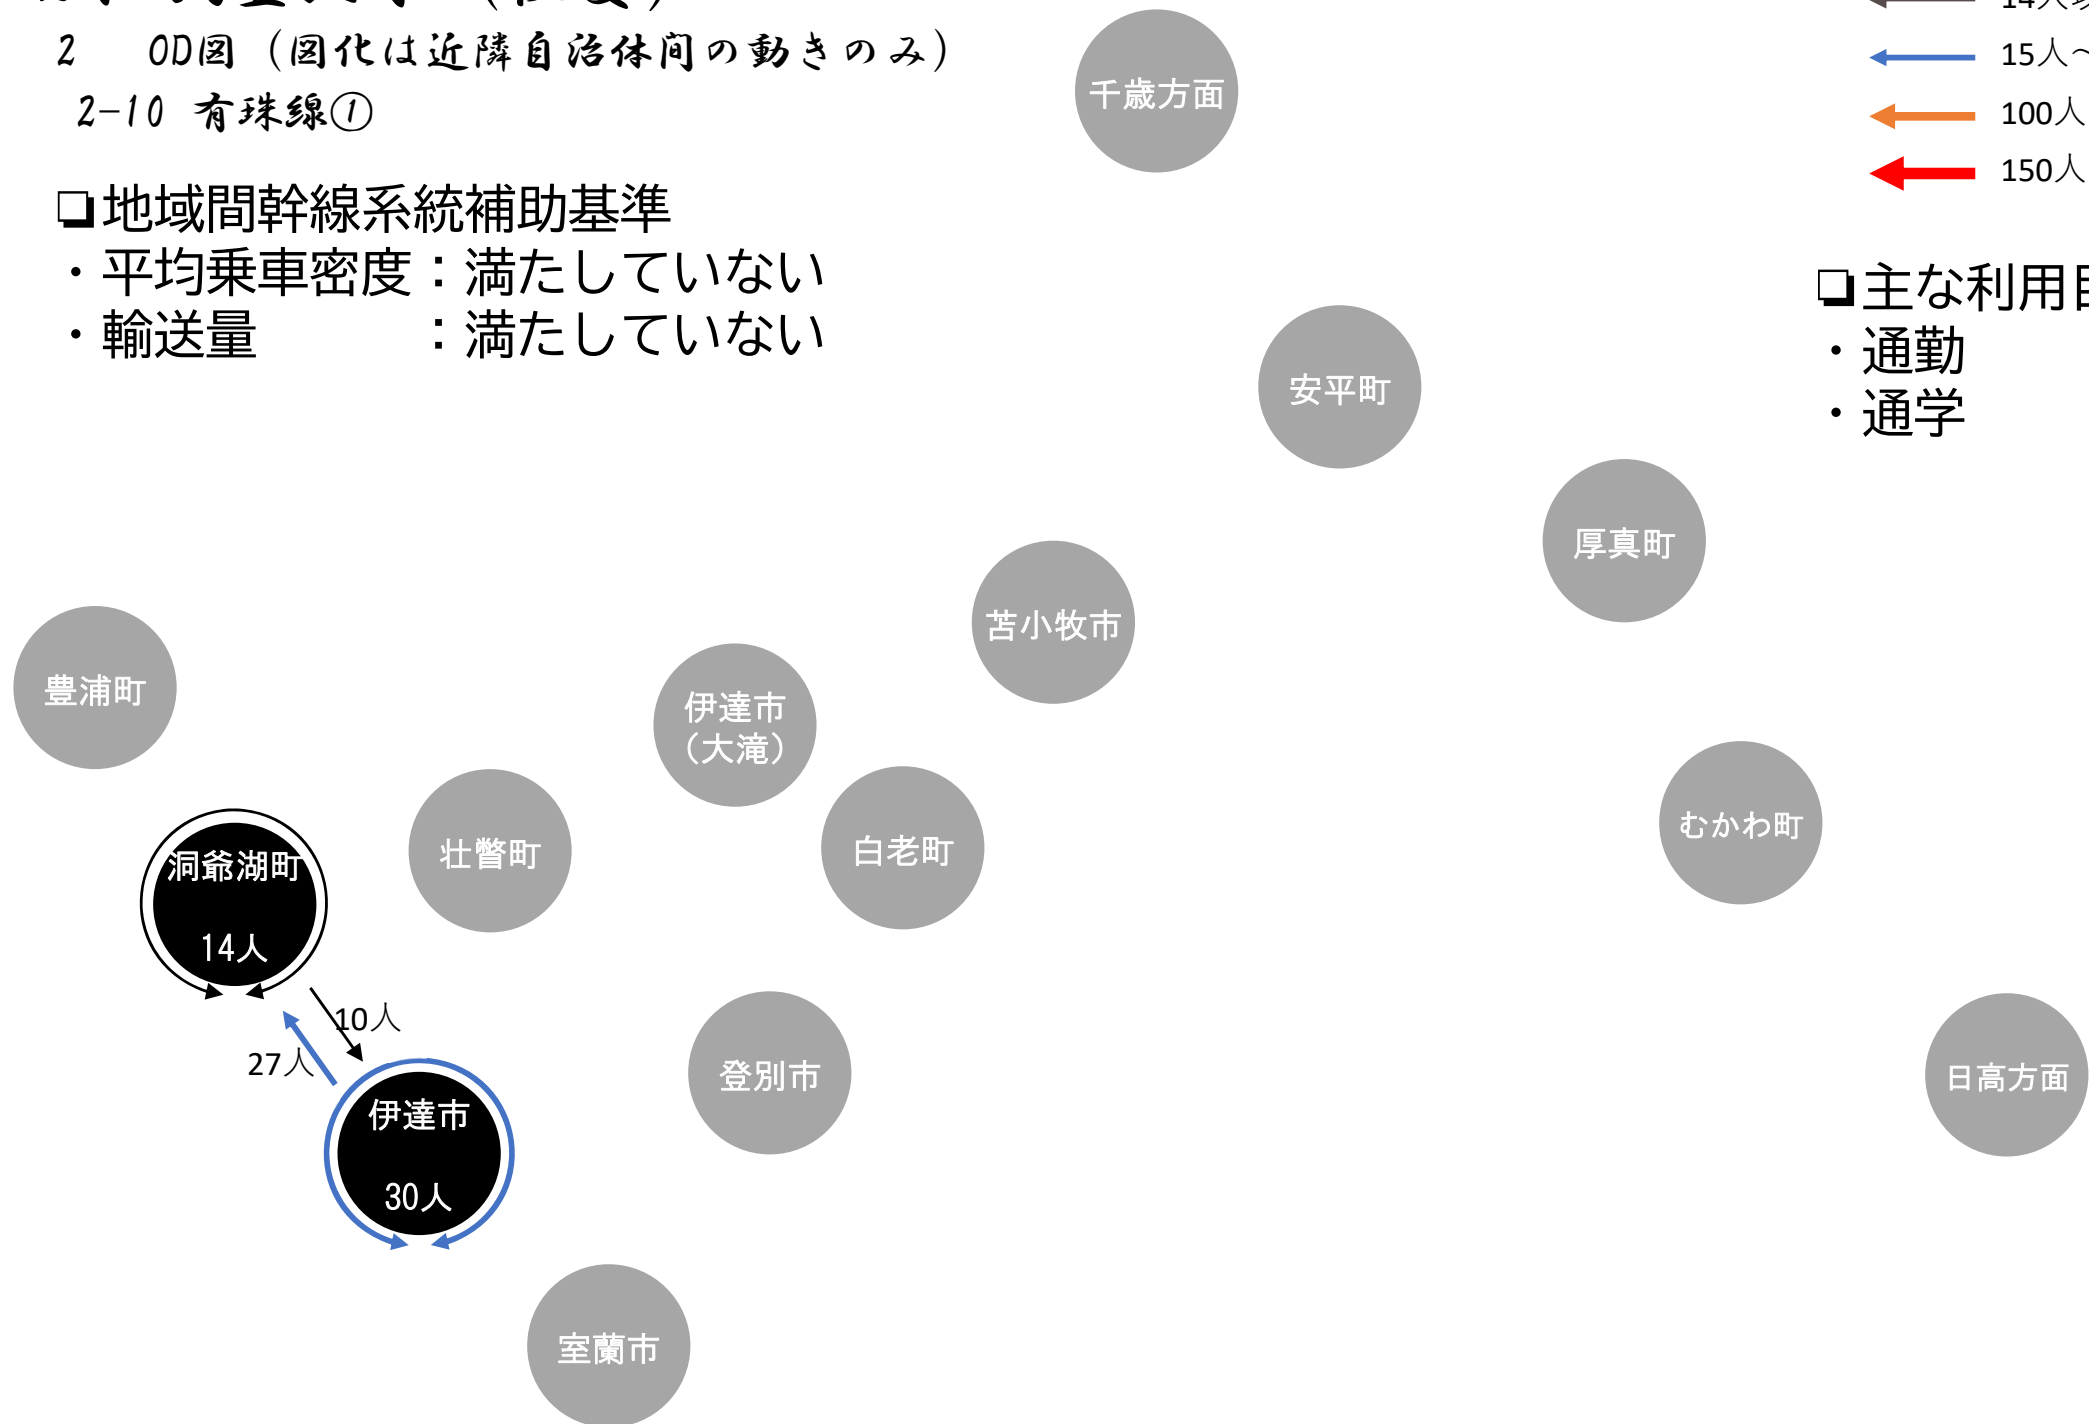 2 OD図（図化は近隣自治体間の動きのみ）
2-10 有珠線①
❏地域間幹線系統補助基準
・平均乗車密度：満たしていない
・輸送量　　　：満たしていない
15人～
100人
150人
❏主な利用
・通勤
・通学
千歳方面
安平町
厚真町
苫小牧市
豊浦町
伊達市
（大滝）
むかわ町
壮瞥町
白老町
洞爺湖町
14人
10人
27人
登別市
日高方面
伊達市
30人
室蘭市